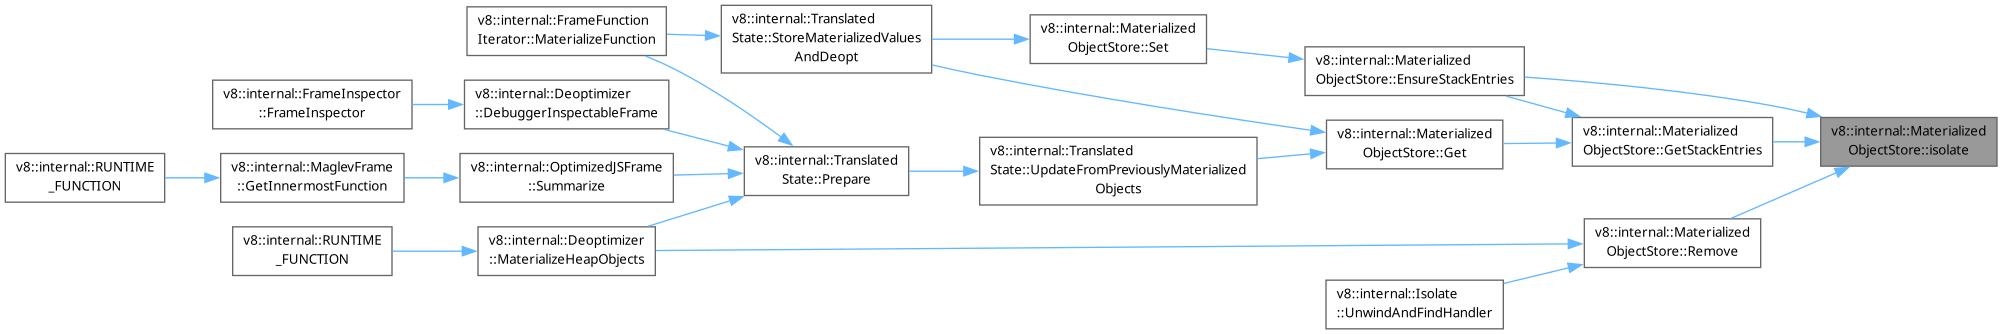 v8::internal::FrameFunction
Iterator::MaterializeFunction
v8::internal::Translated
State::StoreMaterializedValues
AndDeopt
v8::internal::Materialized
ObjectStore::Set
v8::internal::Materialized
ObjectStore::EnsureStackEntries
v8::internal::FrameInspector
::FrameInspector
v8::internal::Deoptimizer
::DebuggerInspectableFrame
v8::internal::Materialized
ObjectStore::Get
v8::internal::Materialized
ObjectStore::GetStackEntries
v8::internal::Materialized
ObjectStore::isolate
v8::internal::RUNTIME
_FUNCTION
v8::internal::MaglevFrame
::GetInnermostFunction
v8::internal::OptimizedJSFrame
::Summarize
v8::internal::Translated
State::Prepare
v8::internal::Translated
State::UpdateFromPreviouslyMaterialized
Objects
v8::internal::RUNTIME
_FUNCTION
v8::internal::Deoptimizer
::MaterializeHeapObjects
v8::internal::Materialized
ObjectStore::Remove
v8::internal::Isolate
::UnwindAndFindHandler